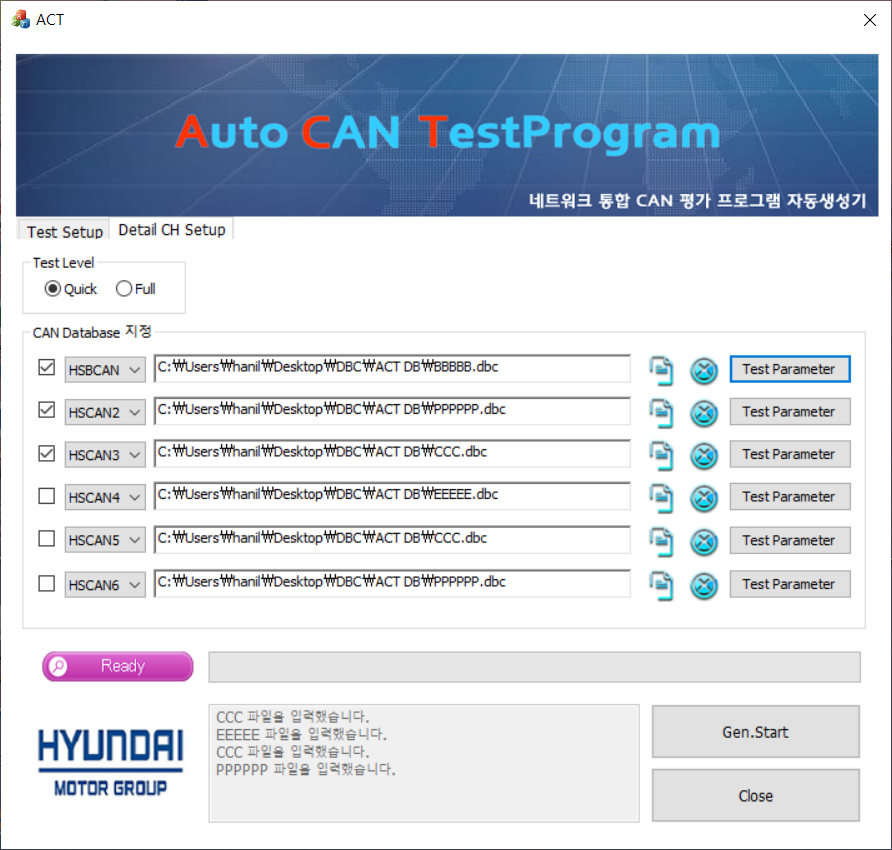 ACT
Auto CAN TestProgram
네트워크 통합 CAN 평가 프로그램 자동생성기
Test Setup
Detail CH Setup
Test Level
Quick
Full
CAN Database 지정
HSBCAN C:₩Users₩hanil₩Desktop₩DBC₩ACT DB₩BBBBB.dbc Test Parameter
HSCAN2 C:₩Users₩hanil₩Desktop₩DBC₩ACT DB₩PPPPPP.dbc Test Parameter
HSCAN3 C:₩Users₩hanil₩Desktop₩DBC₩ACT DB₩CCC.dbc Test Parameter
HSCAN4 C:₩Users₩hanil₩Desktop₩DBC₩ACT DB₩EEEEE.dbc Test Parameter
HSCAN5 C:₩Users₩hanil₩Desktop₩DBC₩ACT DB₩CCC.dbc Test Parameter
HSCAN6 C:₩Users₩hanil₩Desktop₩DBC₩ACT DB₩PPPPPP.dbc Test Parameter
Ready
HYUNDAI
MOTOR GROUP
CCC 파일을 입력했습니다.
EEEEE 파일을 입력했습니다.
CCC 파일을 입력했습니다.
PPPPPP 파일을 입력했습니다.
Gen.Start
Close